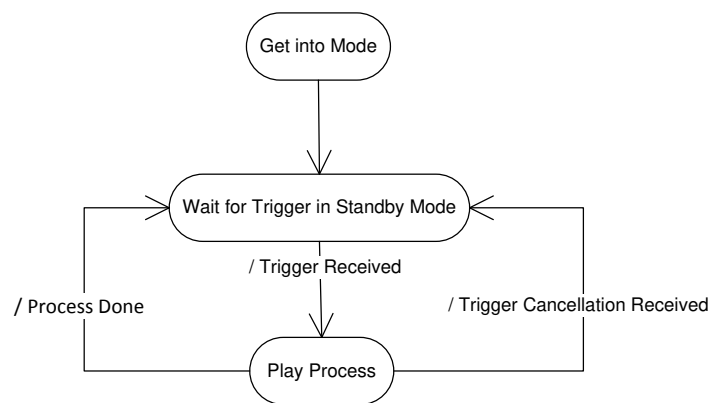 Get into Mode
Wait for Trigger in Standby Mode
/ Trigger Received
/ Process Done
/ Trigger Cancellation Received
Play Process